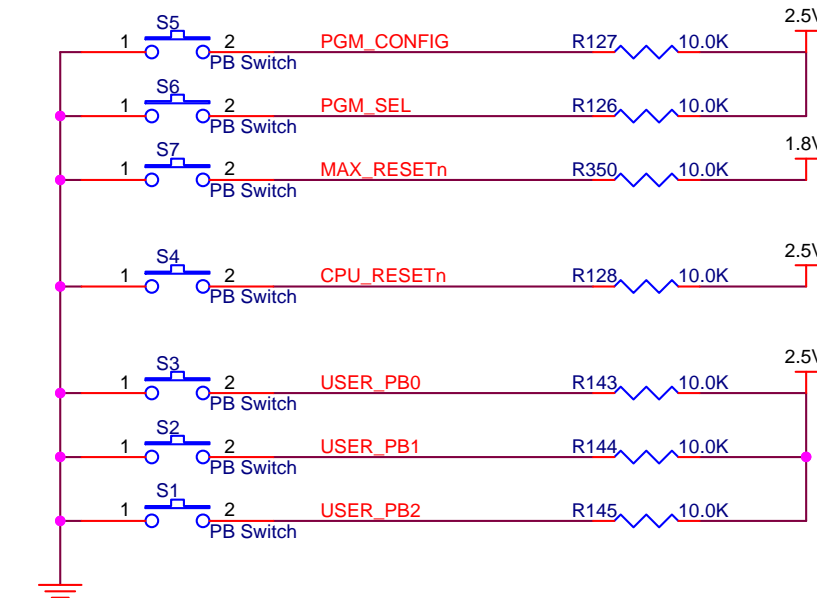 2.5V
S5
1 2 PGM_CONFIG R127 10.0K
PB Switch
S6
1 2 PGM_SEL R126 10.0K
PB Switch
1.8V
S7
1 2 MAX_RESETn R350 10.0K
PB Switch
2.5V
S4
1 2 CPU_RESETn R128 10.0K
PB Switch
2.5V
S3
1 2 USER_PB0 R143 10.0K
PB Switch
S2
1 2 USER_PB1 R144 10.0K
PB Switch
S1
1 2 USER_PB2 R145 10.0K
PB Switch